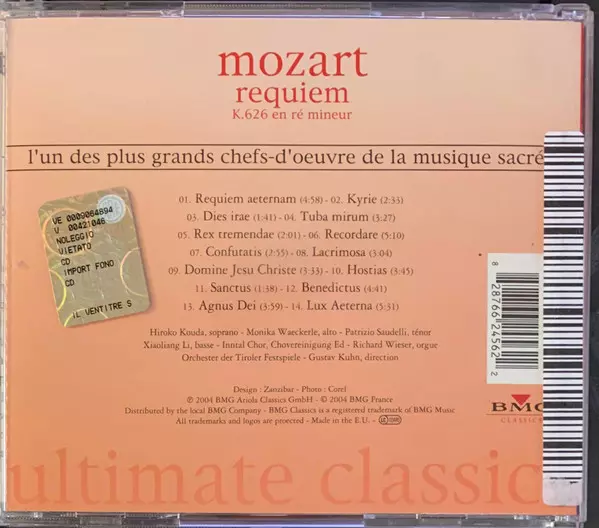 mozart
requiem
K.626 en ré mineur
l'un des plus grands chefs-d'oeuvre de la musique sacré
01. Requiem aeternam (4:58) - 02. Kyrie (2:33)
03. Dies irae (1:41) - 04. Tuba mirum (3:27)
05. Rex tremendae (2:01) - 06. Recordare (5:10)
07. Confutatis (2:55) - 08. Lacrimosa (3:04)
09. Domine Jesu Christe (3:33) - 10. Hostias (3:45)
11. Sanctus (1:38) - 12. Benedictus (4:41)
13. Agnus Dei (3:59) - 14. Lux Aeterna (5:31)
Hiroko Kouda, soprano - Monika Waeckerle, alto - Patrizio Saudelli, ténor
Xiaoliang Li, basse - Inntal Chor, Chovereinigung Ed - Richard Wieser, orgue
Orchester der Tiroler Festspiele - Gustav Kuhn, direction
Design : Zanzibar - Photo : Corel
℗ 2004 BMG Ariola Classics GmbH - © 2004 BMG France
Distributed by the local BMG Company - BMG Classics is a registered trademark of BMG Music
All trademarks and logos are protected - Made in the E.U. -
VE 0009064694
V 00421046
NOLEGGIO
VIETATO
CD
IMPORT FONO
CD
IL VENTITRE S
8 28766 24562 2
BMG
CLASSIC
ultimate classic